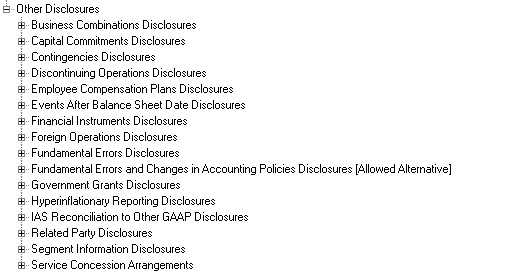 Other Disclosures
Business Combinations Disclosures
Capital Commitments Disclosures
Contingencies Disclosures
Discontinuing Operations Disclosures
Employee Compensation Plans Disclosures
Events After Balance Sheet Date Disclosures
Financial Instruments Disclosures
Foreign Operations Disclosures
Fundamental Errors Disclosures
Fundamental Errors and Changes in Accounting Policies Disclosures [Allowed Alternative]
Government Grants Disclosures
Hyperinflationary Reporting Disclosures
IAS Reconciliation to Other GAAP Disclosures
Related Party Disclosures
Segment Information Disclosures
Service Concession Arrangements